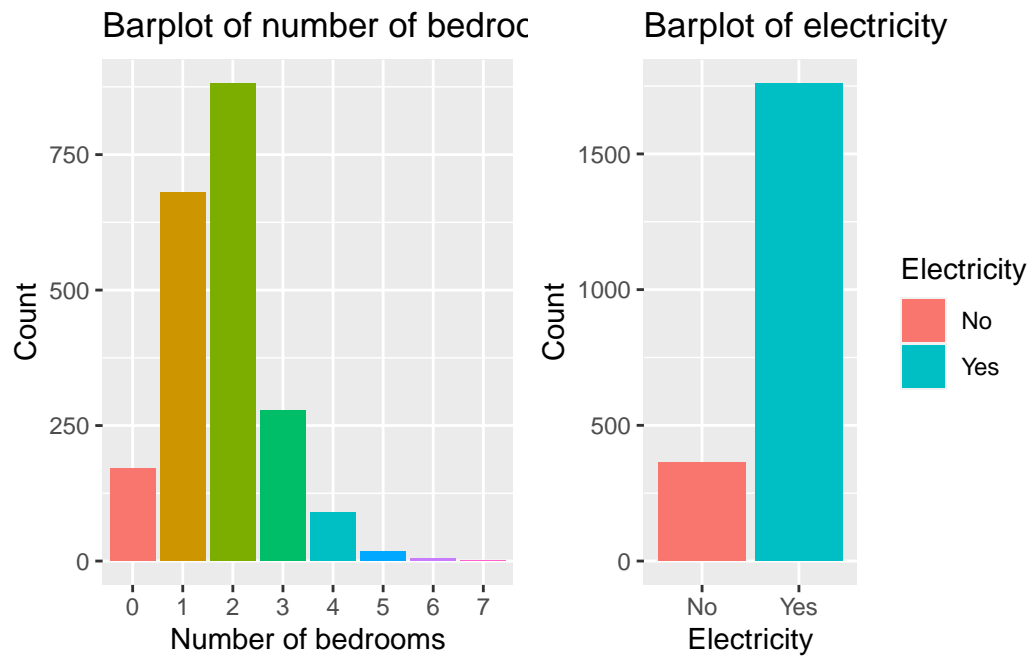 Barplot of number of bedroo
750
500
250
0
Count
0 1 2 3 4 5 6 7
Number of bedrooms
Barplot of electricity
1500
1000
500
0
Count
No Yes
Electricity
Electricity
No
Yes